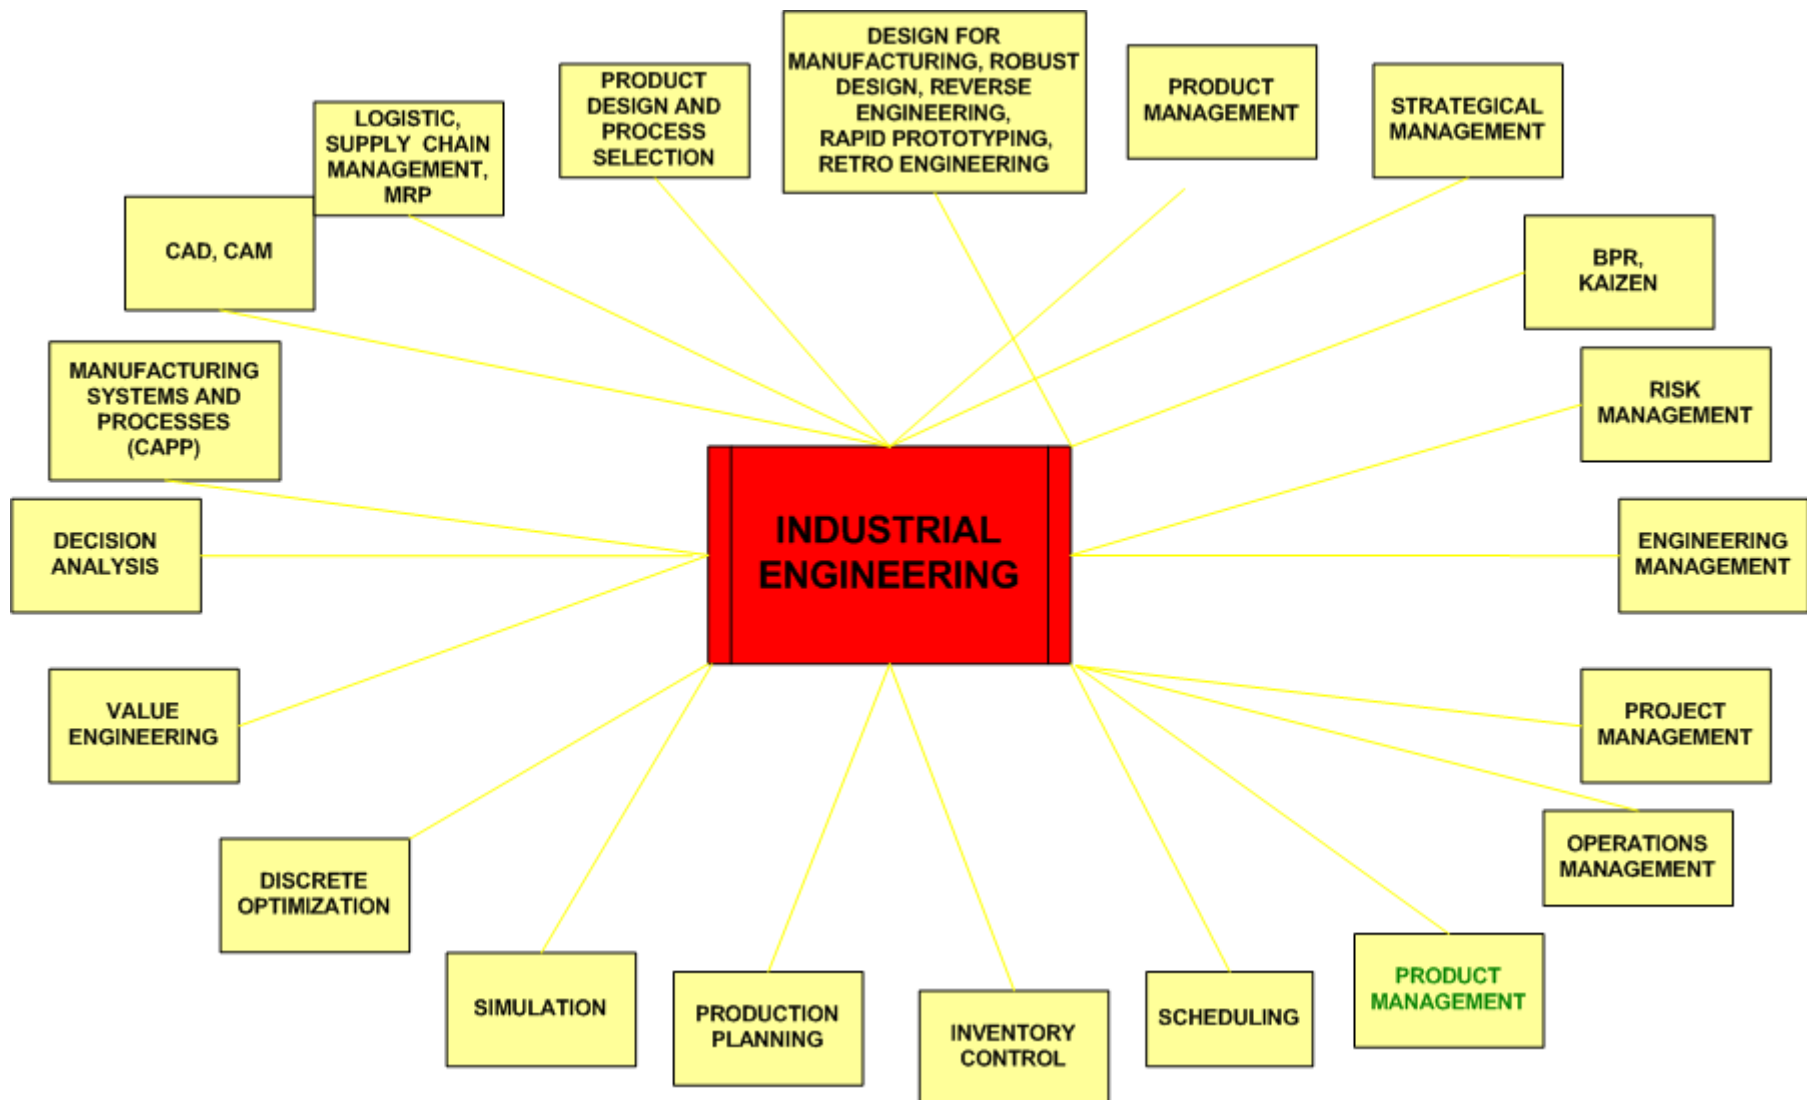 DESIGN FOR
MANUFACTURING, ROBUST
DESIGN, REVERSE
ENGINEERING,
RAPID PROTOTYPING,
RETRO ENGINEERING
PRODUCT
MANAGEMENT
STRATEGICAL
MANAGEMENT
PRODUCT
DESIGN AND
PROCESS
SELECTION
LOGISTIC,
SUPPLY CHAIN
MANAGEMENT,
MRP
CAD, CAM
BPR,
KAIZEN
MANUFACTURING
SYSTEMS AND
PROCESSES
(CAPP)
RISK
MANAGEMENT
DECISION
ANALYSIS
INDUSTRIAL
ENGINEERING
ENGINEERING
MANAGEMENT
VALUE
ENGINEERING
PROJECT
MANAGEMENT
OPERATIONS
MANAGEMENT
DISCRETE
OPTIMIZATION
SIMULATION
PRODUCTION
PLANNING
INVENTORY
CONTROL
SCHEDULING
PRODUCT
MANAGEMENT